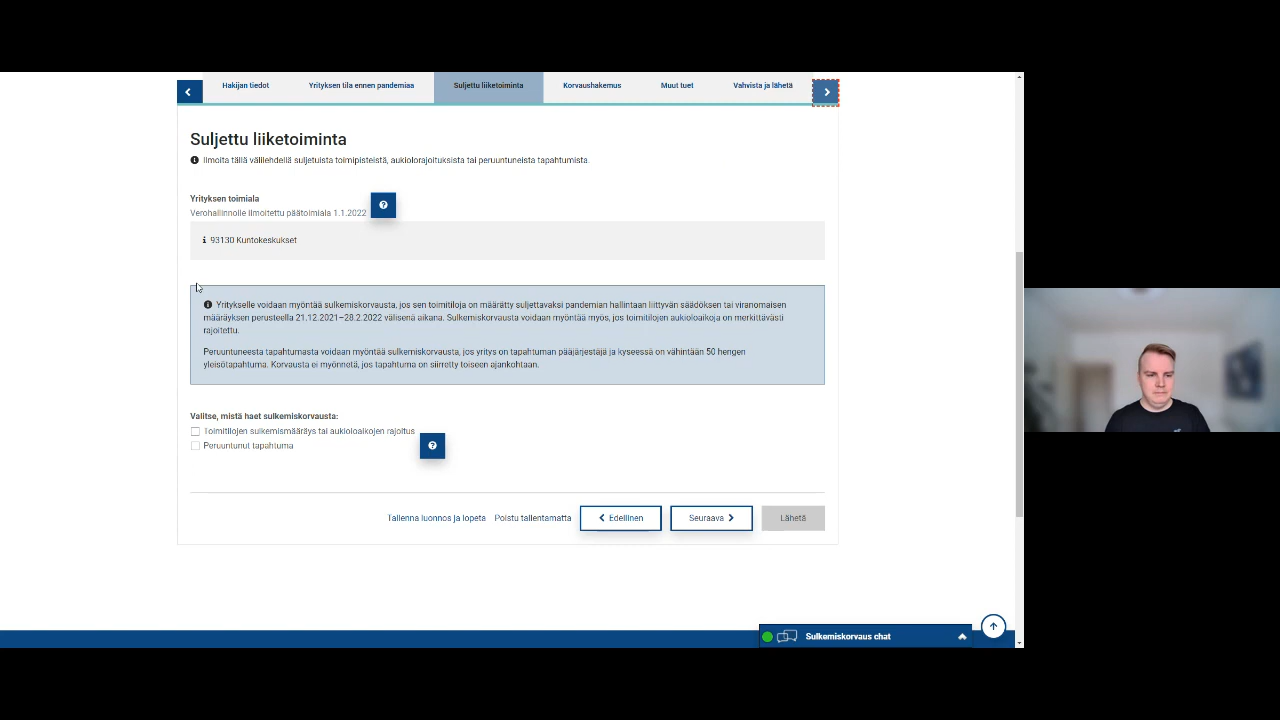 Hakijan tiedot
Yrityksen tila ennen pandemiaa
Suljettu liiketoiminta
Korvaushakemus
Muut tuet
Vahvista ja lähetä
Suljettu liiketoiminta
Ilmoita tällä välilehdellä suljetuista toimipisteistä, aukiolorajoituksista tai peruuntuneista tapahtumista.
Yrityksen toimiala
Verohallinnolle ilmoitettu päätoimiala 1.1.2022
93130 Kuntokeskukset
Yritykselle voidaan myöntää sulkemiskorvausta, jos sen toimitiloja on määrätty suljettavaksi pandemian hallintaan liittyvän säädöksen tai viranomaisen
määräyksen perusteella 21.12.2021–28.2.2022 välisenä aikana. Sulkemiskorvausta voidaan myöntää myös, jos toimitilojen aukioloaikoja on merkittävästi
rajoitettu.
Peruuntuneesta tapahtumasta voidaan myöntää sulkemiskorvausta, jos yritys on tapahtuman pääjärjestäjä ja kyseessä on vähintään 50 hengen
yleisötapahtuma. Korvausta ei myönnetä, jos tapahtuma on siirretty toiseen ajankohtaan.
Valitse, mistä haet sulkemiskorvausta:
Toimitilojen sulkemismääräys tai aukioloaikojen rajoitus
Peruuntunut tapahtuma
Tallenna luonnos ja lopeta
Poistu tallentamatta
Edellinen
Seuraava
Lähetä
Sulkemiskorvaus chat